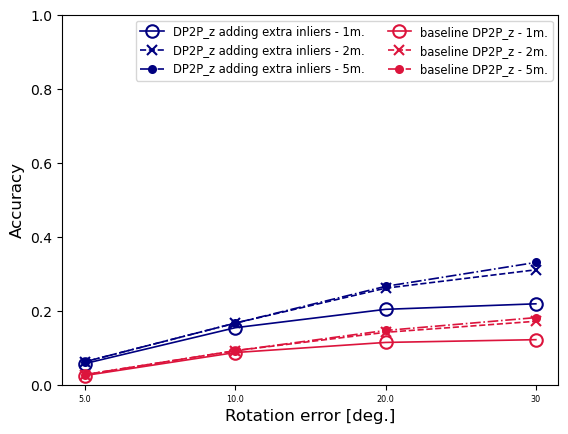 DP2P_z adding extra inliers - 1m.
DP2P_z adding extra inliers - 2m.
DP2P_z adding extra inliers - 5m.
baseline DP2P_z - 1m.
baseline DP2P_z - 2m.
baseline DP2P_z - 5m.
Accuracy
1.0
0.8
0.6
0.4
0.2
0.0
5.0 10.0 20.0 30
Rotation error [deg.]